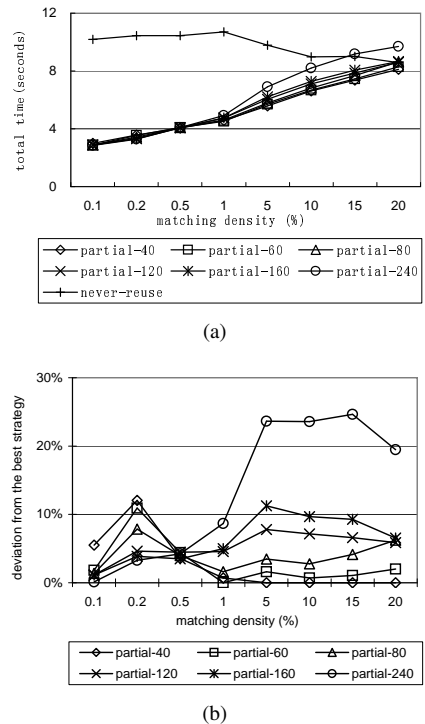 12
8
4
0
total time(seconds)
0.1 0.2 0.5 1 5 10 15 20
matching density (%)
partial-40 partial-60 partial-80
partial-120 partial-160 partial-240
never-reuse
(a)
30%
20%
10%
0%
deviation from the best strategy
0.1 0.2 0.5 1 5 10 15 20
matching density (%)
partial-40 partial-60 partial-80
partial-120 partial-160 partial-240
(b)